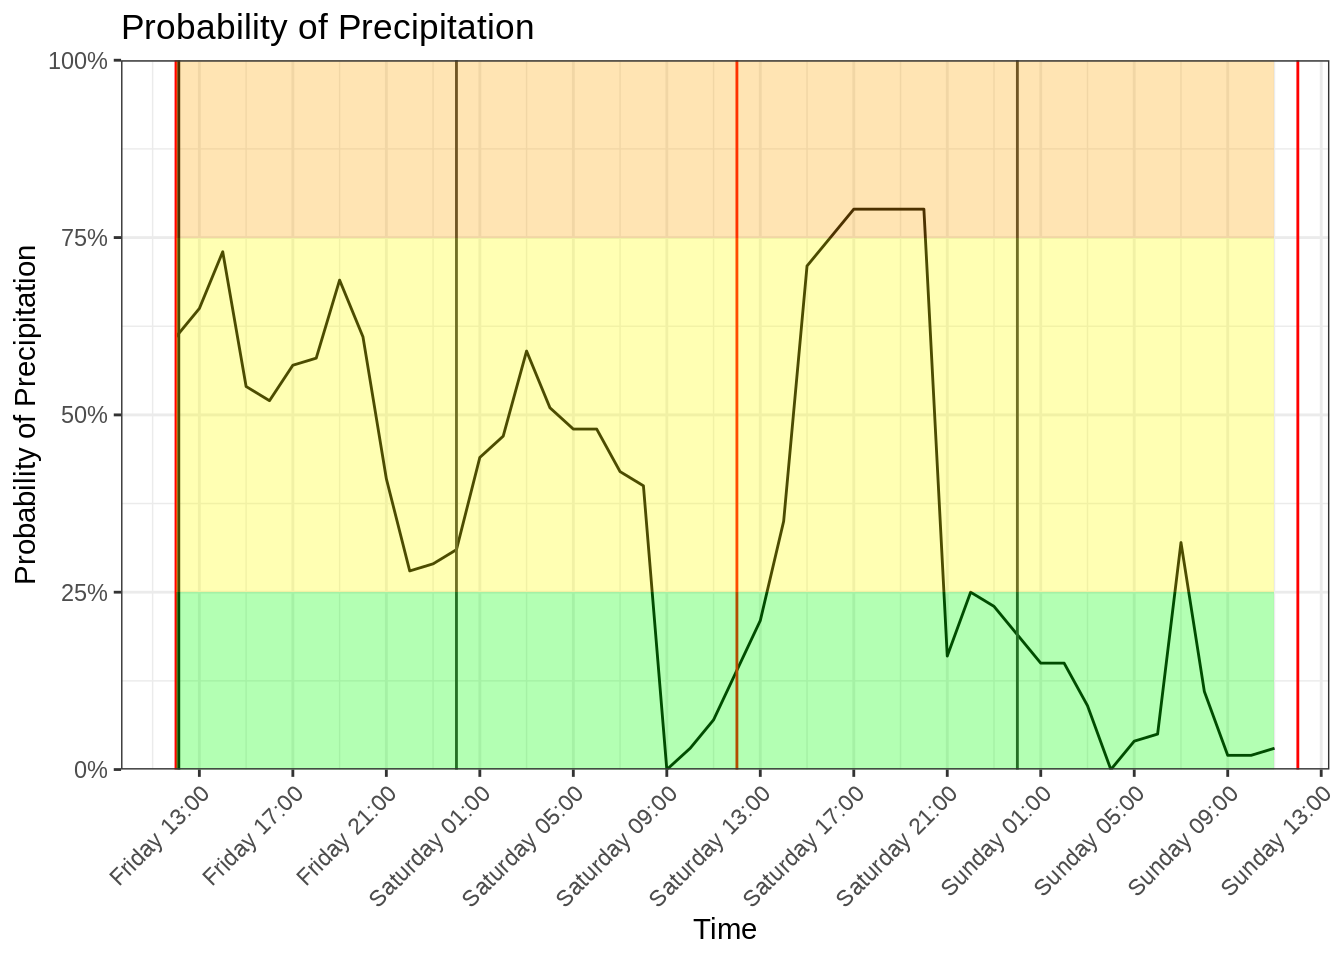 Probability of Precipitation
Probability of Precipitation
100%
75%
50%
25%
0%
Friday 13:00
Friday 17:00
Friday 21:00
Saturday 01:00
Saturday 05:00
Saturday 09:00
Saturday 13:00
Saturday 17:00
Saturday 21:00
Sunday 01:00
Sunday 05:00
Sunday 09:00
Sunday 13:00
Time